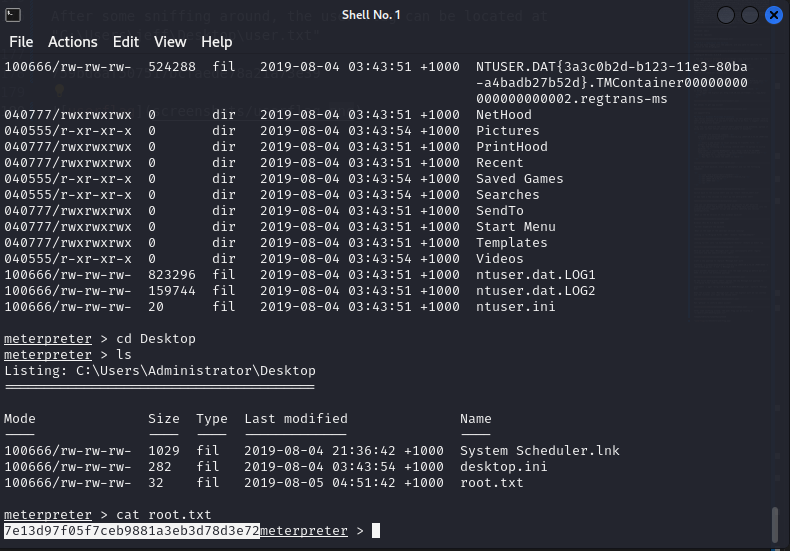 Shell No. 1
File Actions Edit View Help
100666/rw-rw-rw- 524288 fil 2019-08-04 03:43:51 +1000 NTUSER.DAT{3a3c0b2d-b123-11e3-80ba
-a4badb27b52d}.TMContainer00000000
000000000002.regtrans-ms
040777/rwxrwxrwx 0 dir 2019-08-04 03:43:51 +1000 NetHood
040555/r-xr-xr-x 0 dir 2019-08-04 03:43:54 +1000 Pictures
040777/rwxrwxrwx 0 dir 2019-08-04 03:43:51 +1000 PrintHood
040777/rwxrwxrwx 0 dir 2019-08-04 03:43:51 +1000 Recent
040555/r-xr-xr-x 0 dir 2019-08-04 03:43:54 +1000 Saved Games
040555/r-xr-xr-x 0 dir 2019-08-04 03:43:54 +1000 Searches
040777/rwxrwxrwx 0 dir 2019-08-04 03:43:51 +1000 SendTo
040777/rwxrwxrwx 0 dir 2019-08-04 03:43:51 +1000 Start Menu
040777/rwxrwxrwx 0 dir 2019-08-04 03:43:51 +1000 Templates
040555/r-xr-xr-x 0 dir 2019-08-04 03:43:54 +1000 Videos
100666/rw-rw-rw- 823296 fil 2019-08-04 03:43:51 +1000 ntuser.dat.LOG1
100666/rw-rw-rw- 159744 fil 2019-08-04 03:43:51 +1000 ntuser.dat.LOG2
100666/rw-rw-rw- 20 fil 2019-08-04 03:43:51 +1000 ntuser.ini
meterpreter > cd Desktop
meterpreter > ls
Listing: C:\Users\Administrator\Desktop
=======================================
Mode Size Type Last modified Name
---- ---- ---- ------------- ----
100666/rw-rw-rw- 1029 fil 2019-08-04 21:36:42 +1000 System Scheduler.lnk
100666/rw-rw-rw- 282 fil 2019-08-04 03:43:54 +1000 desktop.ini
100666/rw-rw-rw- 32 fil 2019-08-05 04:51:42 +1000 root.txt
meterpreter > cat root.txt
7e13d97f05f7ceb9881a3eb3d78d3e72meterpreter >